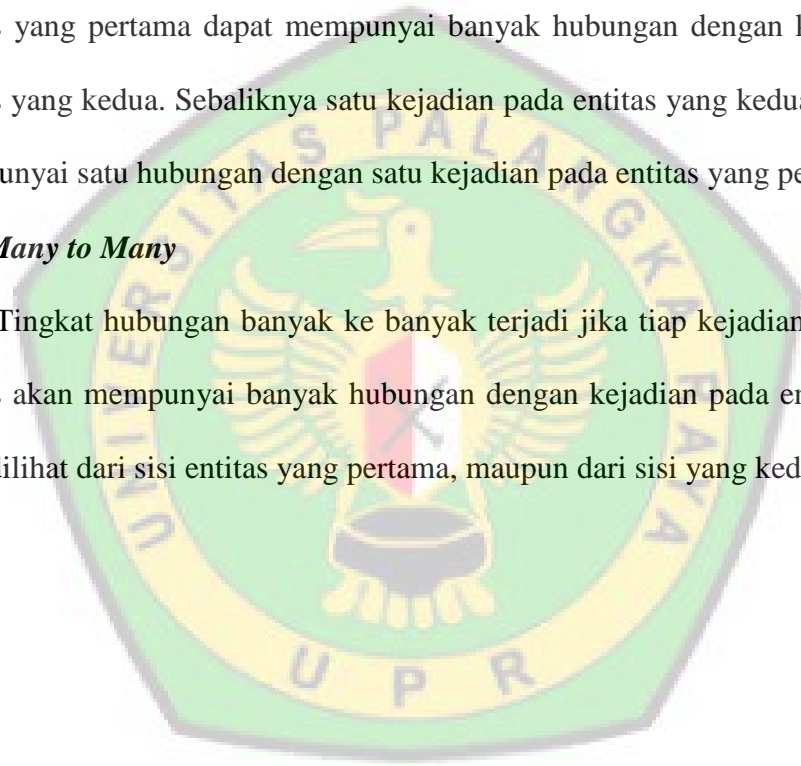 yang pertama dapat mempunyai banyak hubungan dengan
yang kedua. Sebaliknya satu kejadian pada entitas yang kedua
unyai satu hubungan dengan satu kejadian pada entitas yang pe
Many to Many
Tingkat hubungan banyak ke banyak terjadi jika tiap kejadian
akan mempunyai banyak hubungan dengan kejadian pada en
dilihat dari sisi entitas yang pertama, maupun dari sisi yang ked
UNIVERSITAS PALANGKA RAYA
UPR